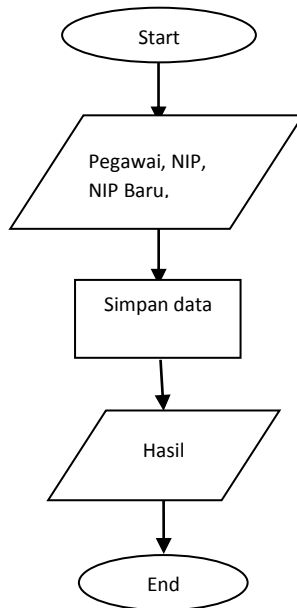 Start
Pegawai, NIP,
NIP Baru.
Simpan data
Hasil
End